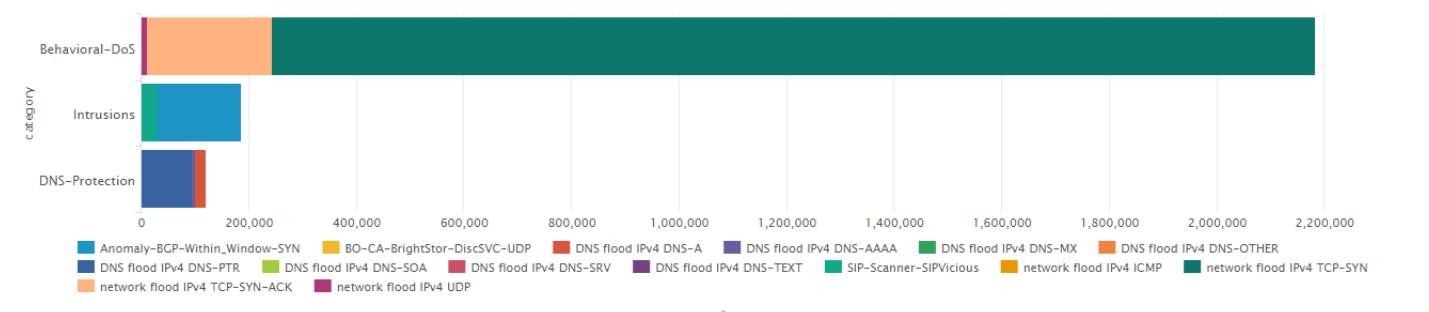 Behavioral-DoS
Intrusions
DNS-Protection
category
0 200,000 400,000 600,000 800,000 1,000,000 1,200,000 1,400,000 1,600,000 1,800,000 2,000,000 2,200,000
Anomaly-BGP-Within_Window-SYN BO-CA-BrightStor-DiscSVC-UDP DNS flood IPv4 DNS-A DNS flood IPv4 DNS-AAAA DNS flood IPv4 DNS-MX DNS flood IPv4 DNS-OTHER
DNS flood IPv4 DNS-PTR DNS flood IPv4 DNS-SOA DNS flood IPv4 DNS-SRV DNS flood IPv4 DNS-TEXT SIP-Scanner-SIPVicious network flood IPv4 ICMP network flood IPv4 TCP-SYN
network flood IPv4 TCP-SYN-ACK network flood IPv4 UDP